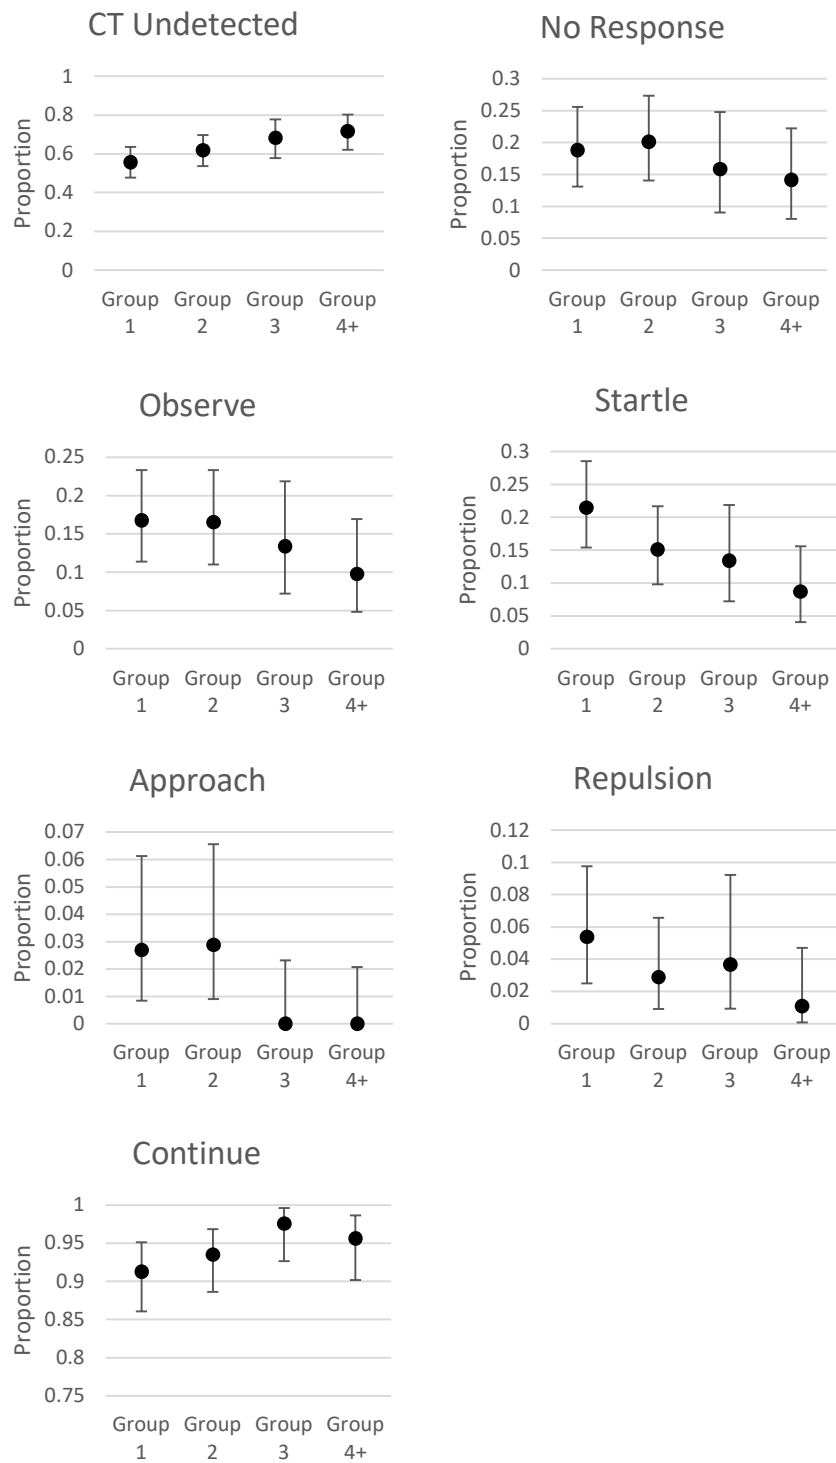 CT Undetected
Proportion
1
0.8
0.6
0.4
0.2
0
Group Group Group Group
1 2 3 4+
No Response
Proportion
0.3
0.25
0.2
0.15
0.1
0.05
0
Group Group Group Group
1 2 3 4+
Observe
Proportion
0.25
0.2
0.15
0.1
0.05
0
Group Group Group Group
1 2 3 4+
Startle
Proportion
0.3
0.25
0.2
0.15
0.1
0.05
0
Group Group Group Group
1 2 3 4+
Approach
Proportion
0.07
0.06
0.05
0.04
0.03
0.02
0.01
0
Group Group Group Group
1 2 3 4+
Repulsion
Proportion
0.12
0.1
0.08
0.06
0.04
0.02
0
Group Group Group Group
1 2 3 4+
Continue
Proportion
1
0.95
0.9
0.85
0.8
0.75
Group Group Group Group
1 2 3 4+